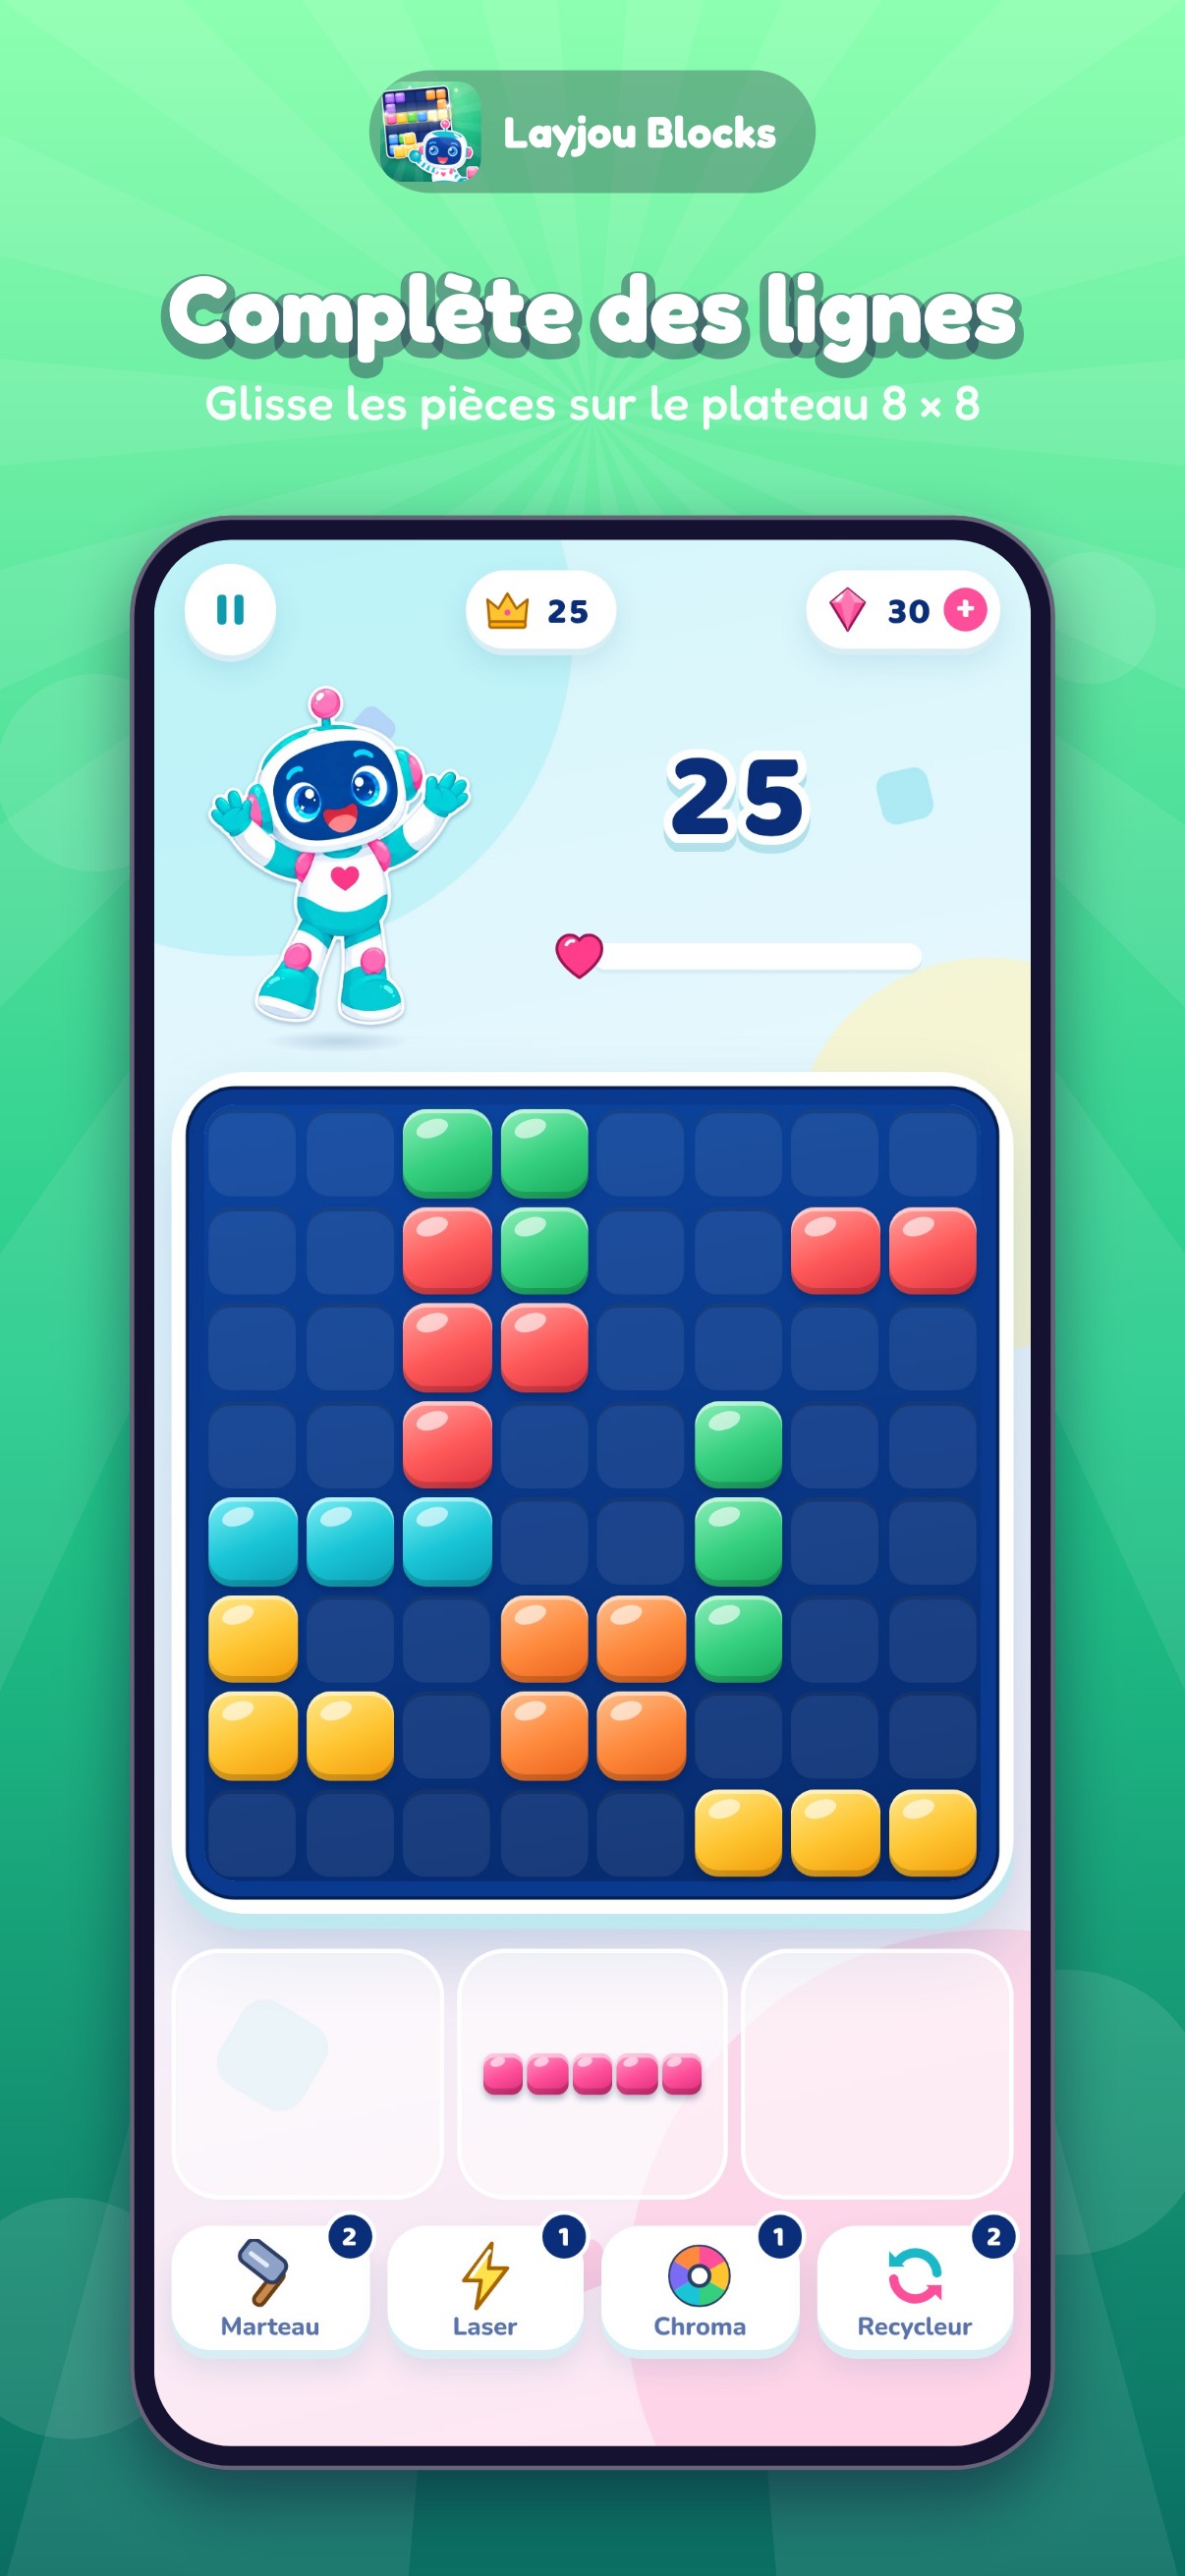 Layjou Blocks
Complète des lignes
Glisse les pièces sur le plateau 8 × 8
25
30 +
25
2
1
1
2
Marteau
Laser
Chroma
Recycleur